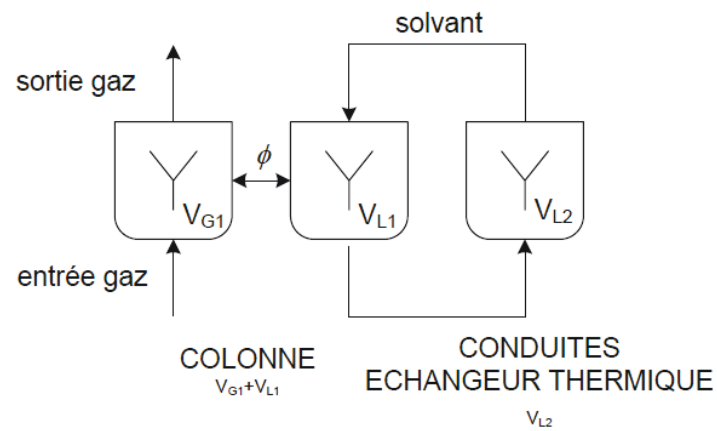 solvant
sortie gaz
ϕ
V_G1
V_L1
V_L2
entrée gaz
COLONNE
V_G1+V_L1
CONDUITES
ECHANGEUR THERMIQUE
V_L2